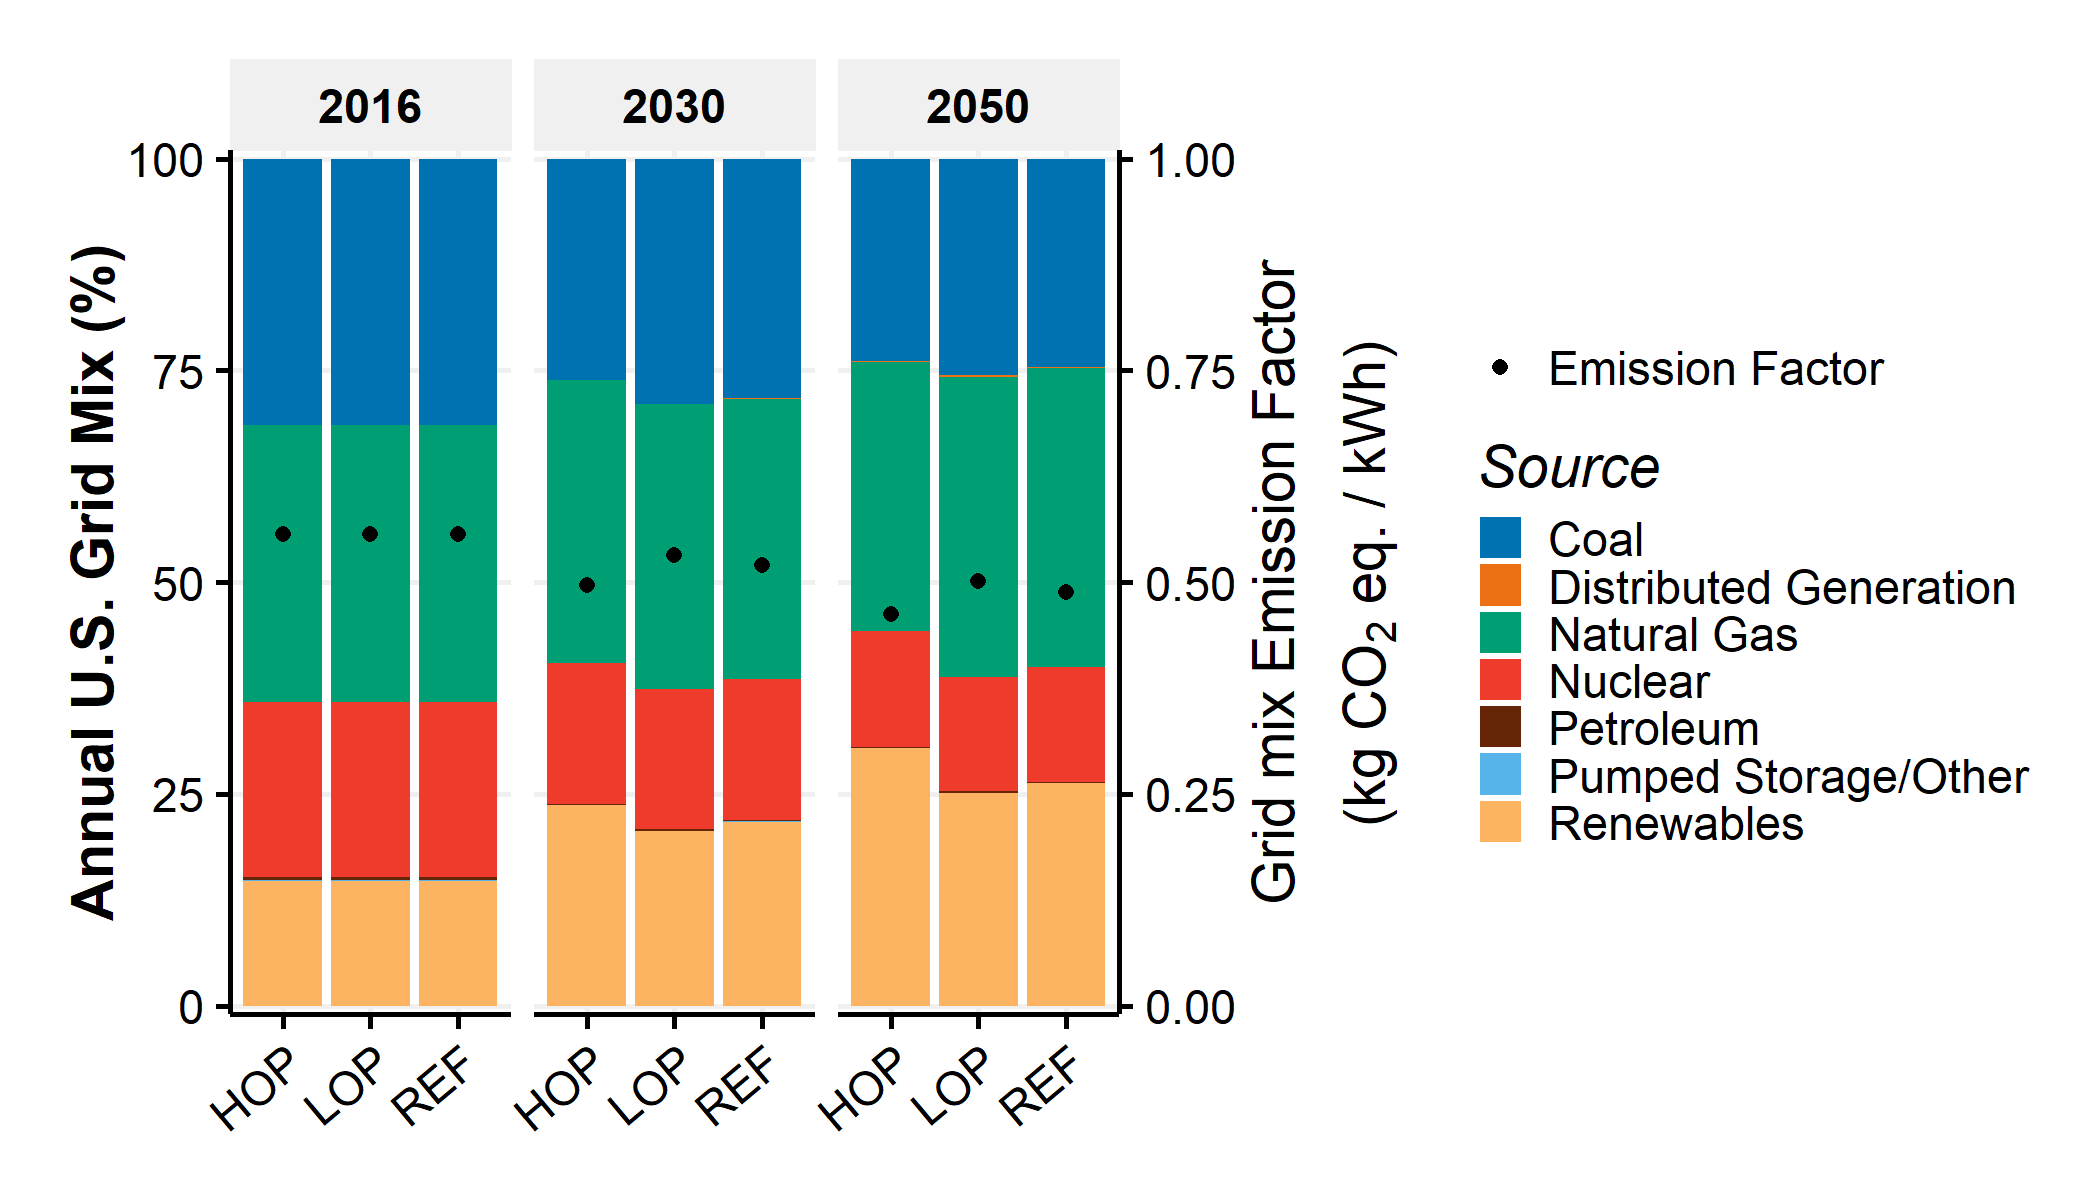 2016
2030
2050
Annual U.S. Grid Mix (%)
100
75
50
25
0
1.00
0.75
0.50
0.25
0.00
Grid mix Emission Factor
(kg CO₂ eq. / kWh)
HOP
LOP
REF
HOP
LOP
REF
HOP
LOP
REF
Emission Factor
Source
Coal
Distributed Generation
Natural Gas
Nuclear
Petroleum
Pumped Storage/Other
Renewables